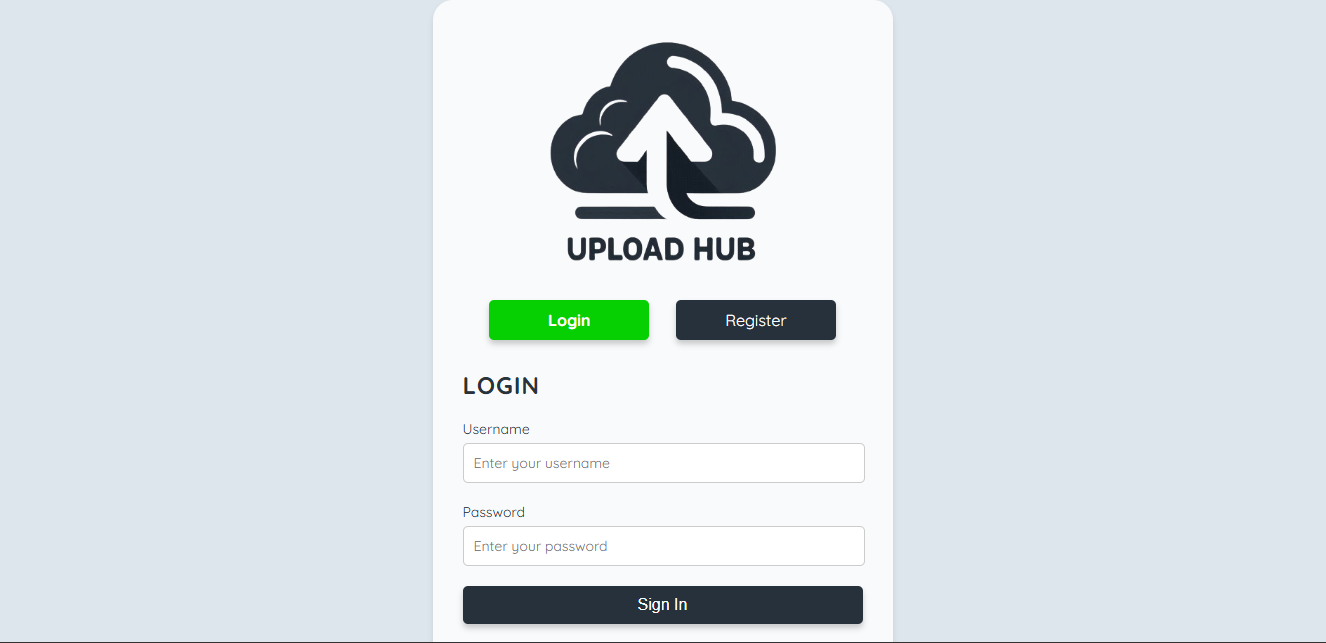 UPLOAD HUB
Login Register
LOGIN
Username
Enter your username
Password
Enter your password
Sign In